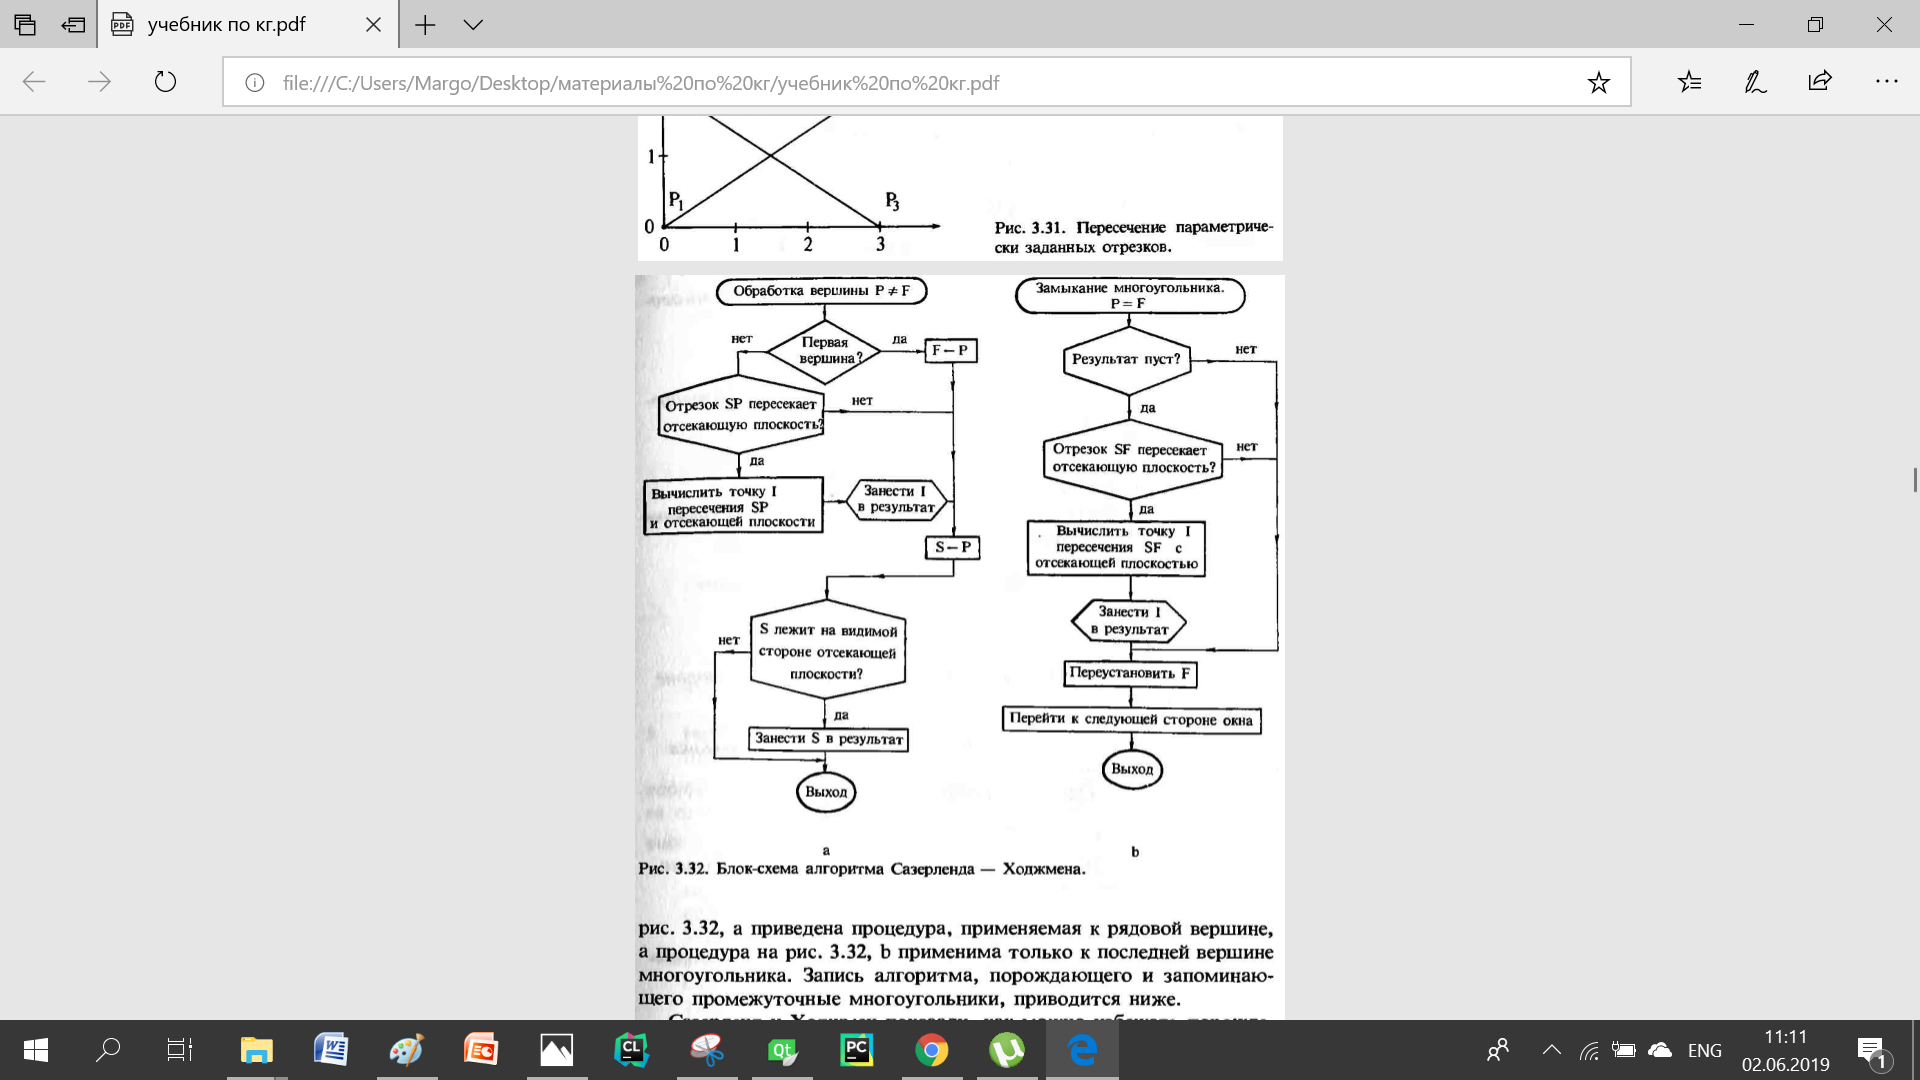 учебник по кг.pdf
file:///C:/Users/Margo/Desktop/материалы%20по%20кг/учебник%20по%20кг.pdf
1
P1
P3
0
0 1 2 3
Рис. 3.31. Пересечение параметриче-
ски заданных отрезков.
Обработка вершины P ≠ F
Первая
вершина?
нет
да
F — P
Отрезок SP пересекает
отсекающую плоскость?
нет
да
Вычислить точку I
пересечения SP
и отсекающей плоскости
Занести I
в результат
S — P
S лежит на видимой
стороне отсекающей
плоскости?
нет
да
Занести S в результат
Выход
a
Замыкание многоугольника.
P = F
Результат пуст?
нет
да
Отрезок SF пересекает
отсекающую плоскость?
нет
да
Вычислить точку I
пересечения SF с
отсекающей плоскостью
Занести I
в результат
Переустановить F
Перейти к следующей стороне окна
Выход
b
Рис. 3.32. Блок-схема алгоритма Сазерленда — Ходжмена.
рис. 3.32, a приведена процедура, применяемая к рядовой вершине,
а процедура на рис. 3.32, b применима только к последней вершине
многоугольника. Запись алгоритма, порождающего и запоминаю-
щего промежуточные многоугольники, приводится ниже.
ENG
11:11
02.06.2019
1